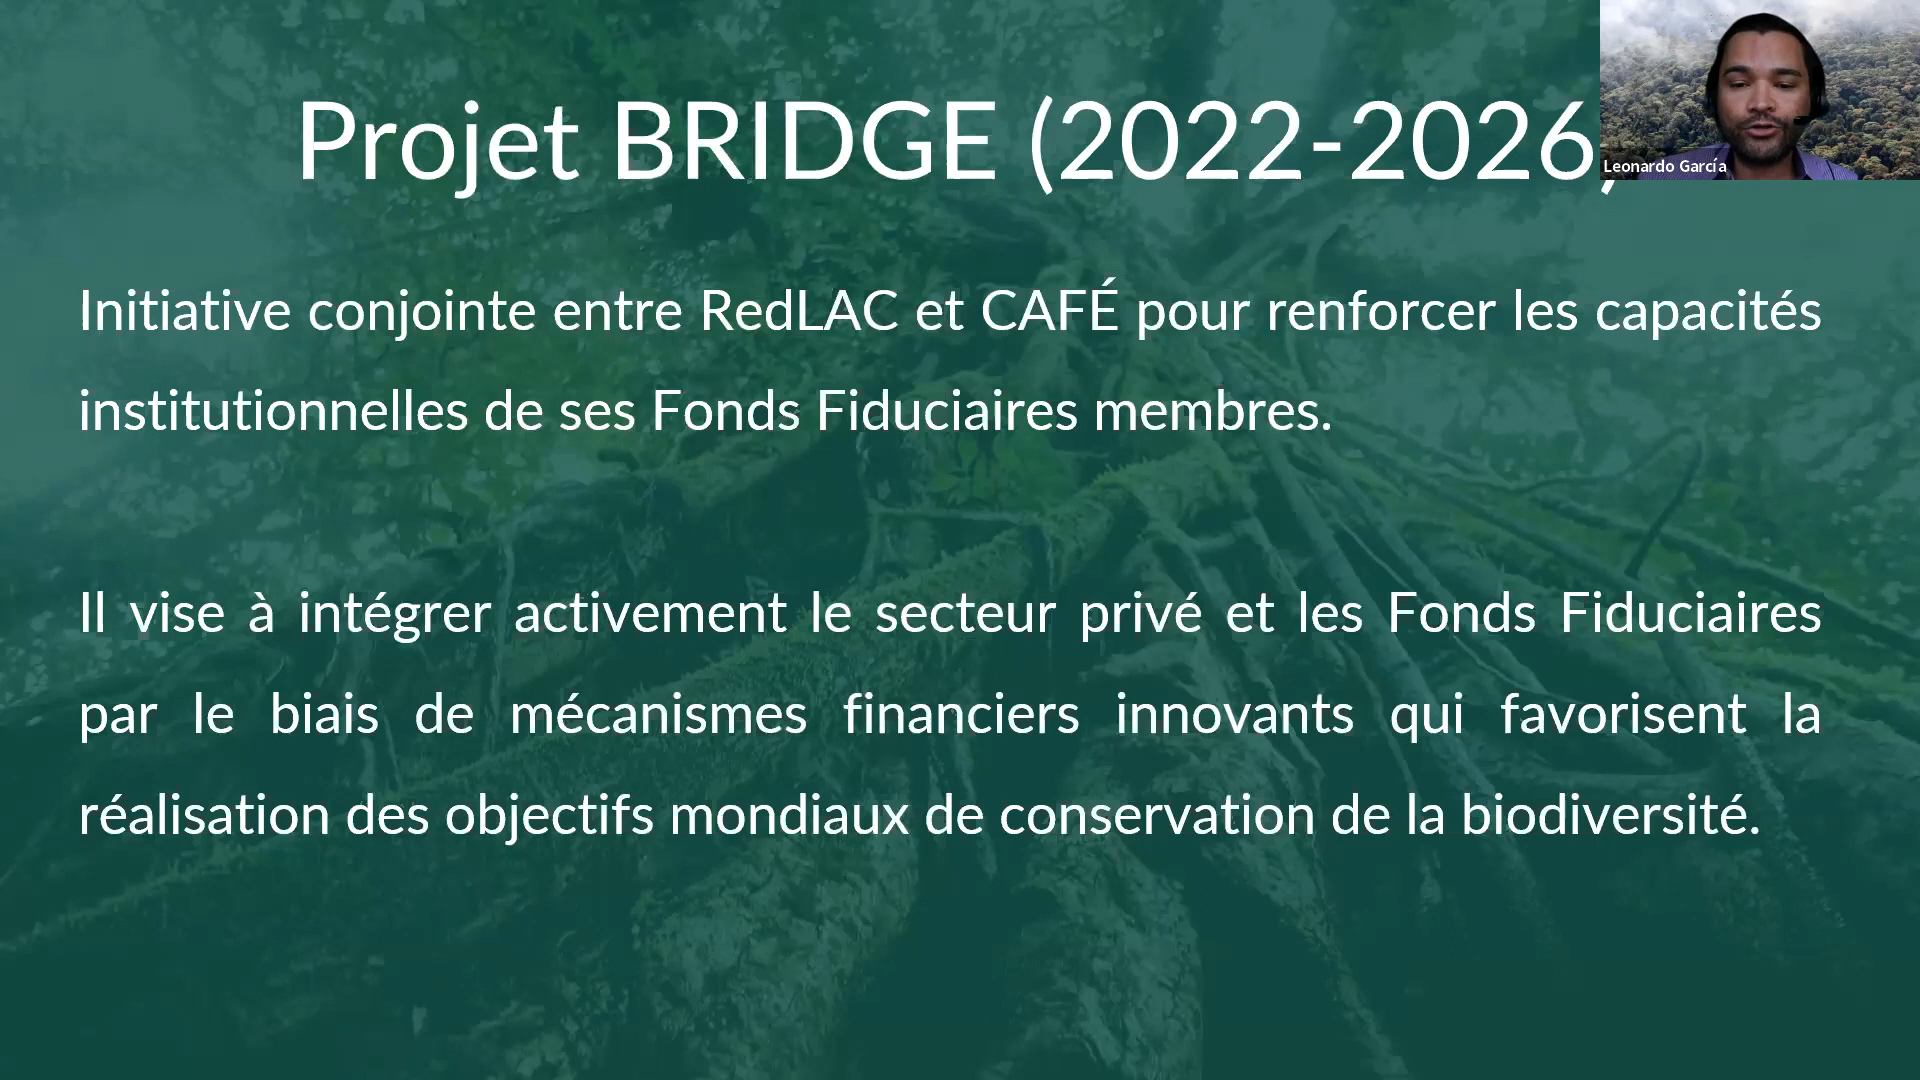 Projet BRIDGE (2022-2026)
Leonardo García
Initiative conjointe entre RedLAC et CAFÉ pour renforcer les capacités
institutionnelles de ses Fonds Fiduciaires membres.
Il vise à intégrer activement le secteur privé et les Fonds Fiduciaires
par le biais de mécanismes financiers innovants qui favorisent la
réalisation des objectifs mondiaux de conservation de la biodiversité.